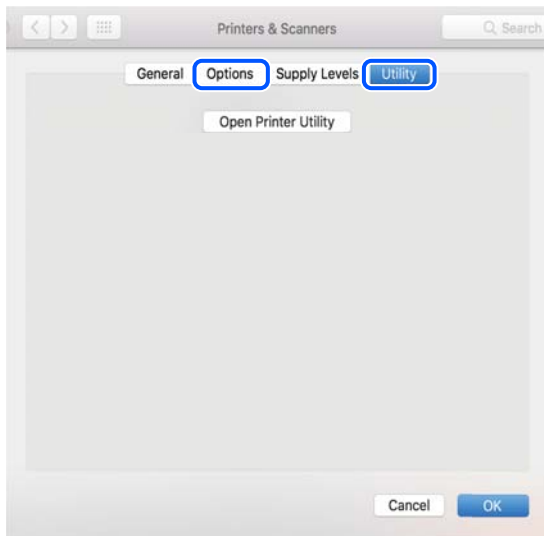 Printers & Scanners
Search
General Options Supply Levels Utility
Open Printer Utility
Cancel OK